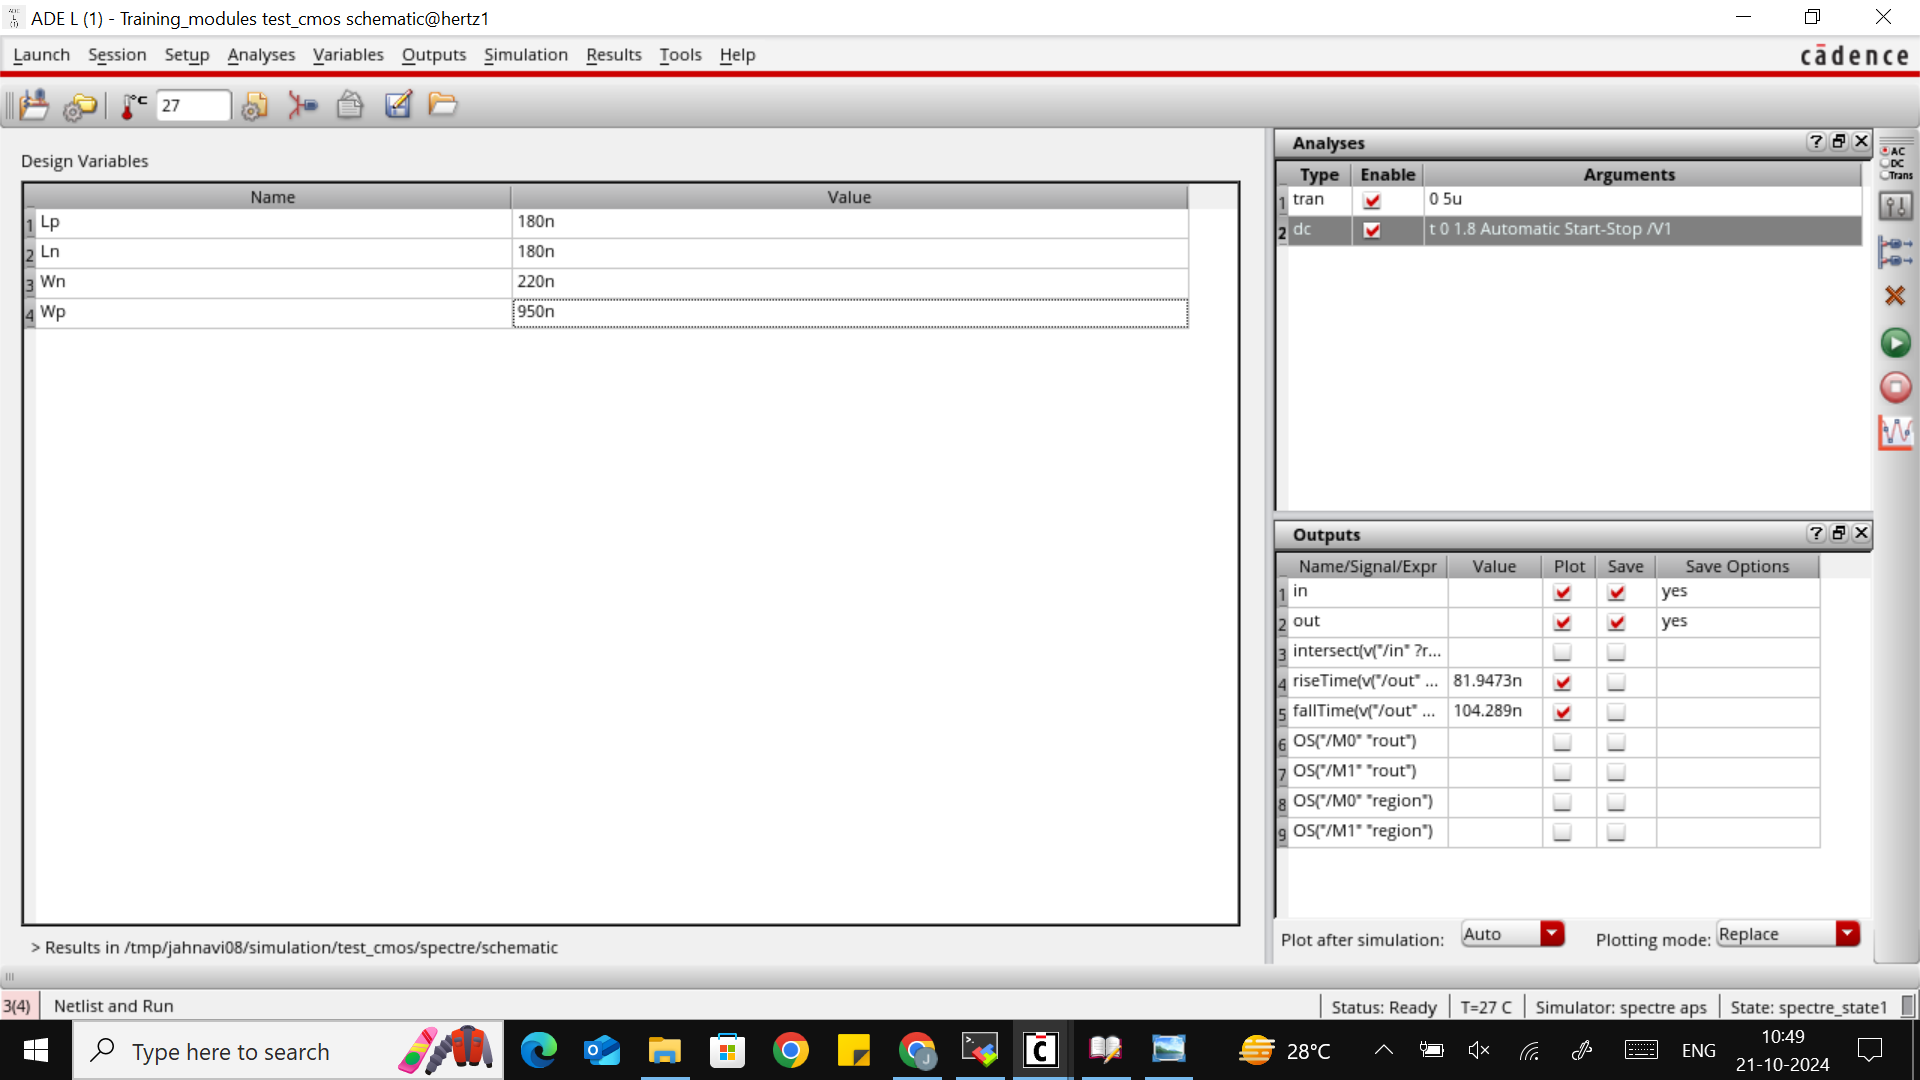 ADE L (1) - Training_modules test_cmos schematic@hertz1
Launch Session Setup Analyses Variables Outputs Simulation Results Tools Help
cādence
°C 27
Design Variables
Name Value
1 Lp 180n
2 Ln 180n
3 Wn 220n
4 Wp 950n
> Results in /tmp/jahnavi08/simulation/test_cmos/spectre/schematic
Analyses
Type Enable Arguments
1 tran 0 5u
2 dc t 0 1.8 Automatic Start-Stop /V1
AC
DC
Trans
Outputs
Name/Signal/Expr Value Plot Save Save Options
1 in yes
2 out yes
3 intersect(v("/in" ?r...
4 riseTime(v("/out" ... 81.9473n
5 fallTime(v("/out" ... 104.289n
6 OS("/M0" "rout")
7 OS("/M1" "rout")
8 OS("/M0" "region")
9 OS("/M1" "region")
Plot after simulation: Auto Plotting mode: Replace
3(4) Netlist and Run
Status: Ready T=27 C Simulator: spectre aps State: spectre_state1
Type here to search
28°C
ENG
10:49
21-10-2024